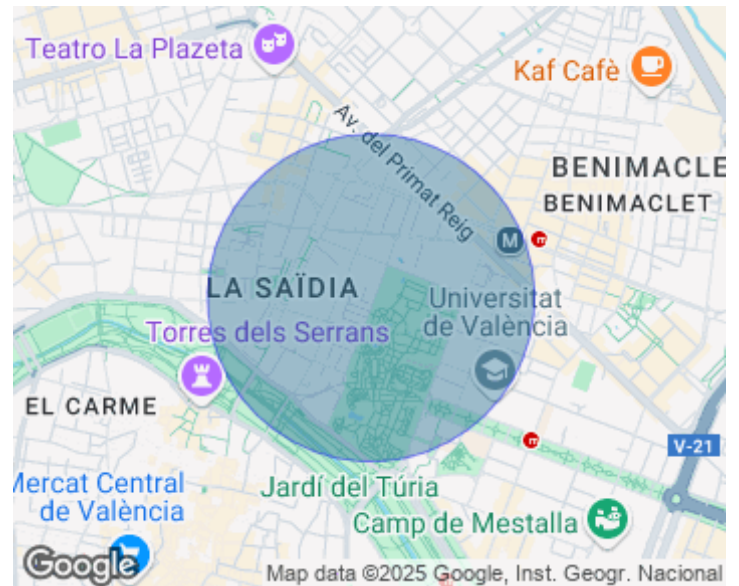 Teatro La Plazeta
Kaf Cafè
Av. del Primat Reig
BENIMACLE
BENIMACLET
M
LA SAÏDIA
Universitat
de València
Torres dels Serrans
EL CARME
V-21
Mercat Central
de València
Jardí del Túria
Camp de Mestalla
Google
Map data ©2025 Google, Inst. Geogr. Nacional